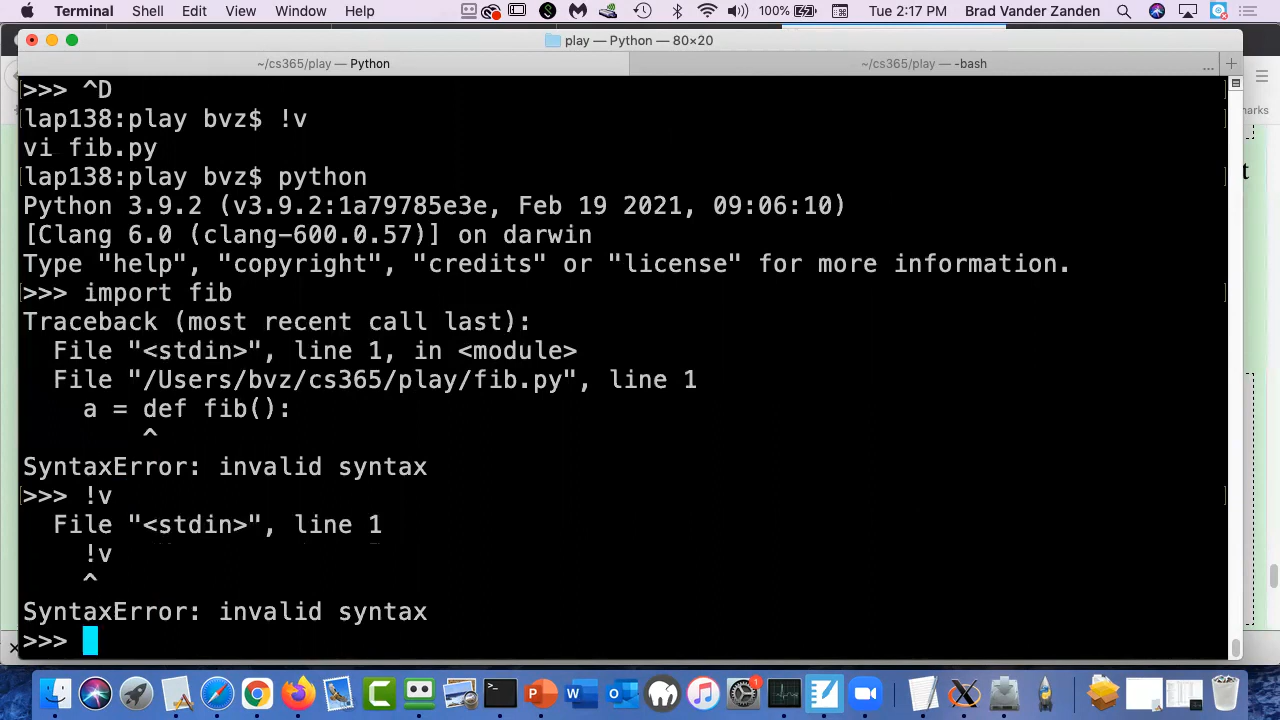 Terminal Shell Edit View Window Help 100% Tue 2:17 PM Brad Vander Zanden
play — Python — 80×20
~/cs365/play — Python ~/cs365/play — -bash ...
>>> ^D
lap138:play bvz$ !v
vi fib.py
lap138:play bvz$ python
Python 3.9.2 (v3.9.2:1a79785e3e, Feb 19 2021, 09:06:10)
[Clang 6.0 (clang-600.0.57)] on darwin
Type "help", "copyright", "credits" or "license" for more information.
>>> import fib
Traceback (most recent call last):
  File "<stdin>", line 1, in <module>
  File "/Users/bvz/cs365/play/fib.py", line 1
    a = def fib():
        ^
SyntaxError: invalid syntax
>>> !v
  File "<stdin>", line 1
    !v
    ^
SyntaxError: invalid syntax
>>>